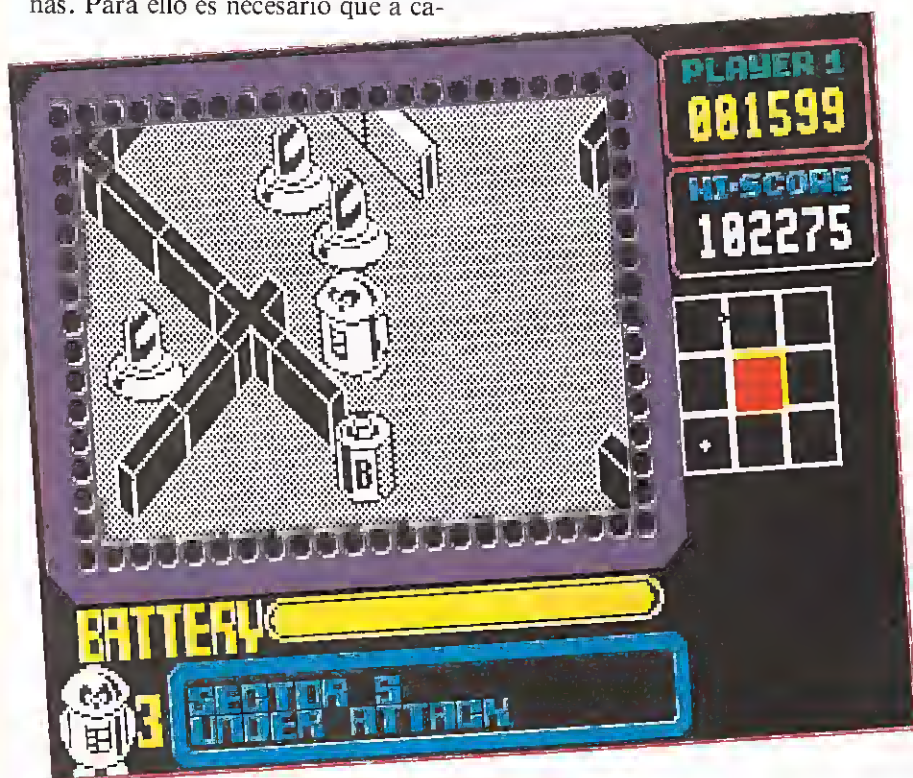 nas. Para ello es necesario que a ca-
PLAYER 1
001599
HI-SCORE
102275
B
BATTERY
3
SECTOR 5
UNDER ATTACK